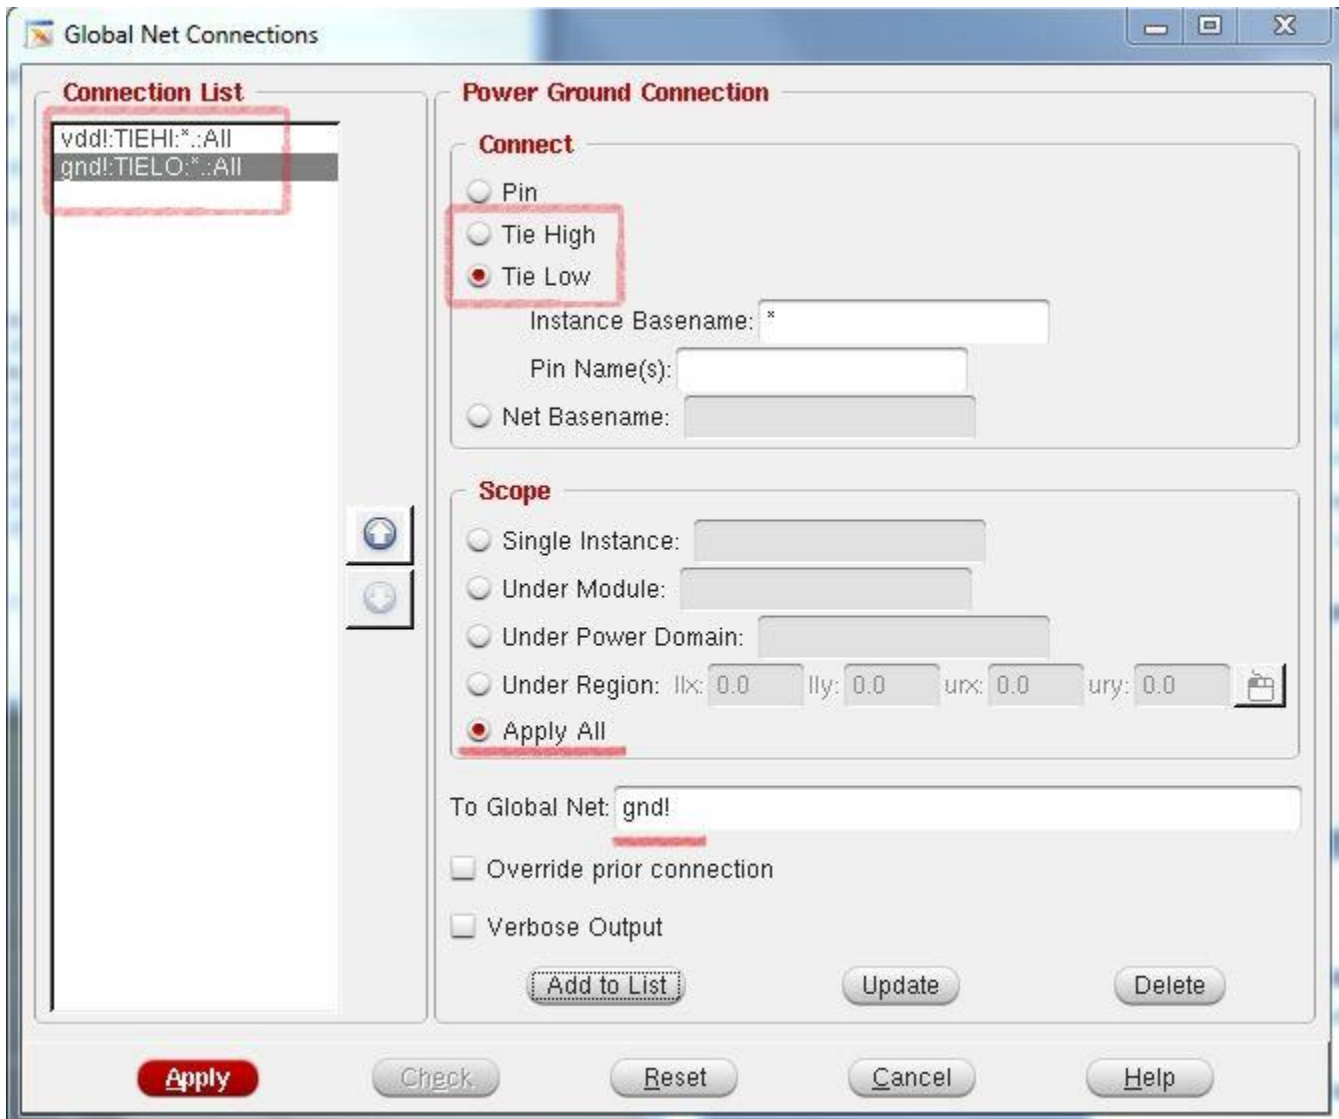 Global Net Connections
Connection List
vdd!:TIEHI:*.:All
gnd!:TIELO:*.:All
Power Ground Connection
Connect
Pin
Tie High
Tie Low
Instance Basename: *
Pin Name(s):
Net Basename:
Scope
Single Instance:
Under Module:
Under Power Domain:
Under Region: llx: 0.0 lly: 0.0 urx: 0.0 ury: 0.0
Apply All
To Global Net: gnd!
Override prior connection
Verbose Output
Add to List Update Delete
Apply Check Reset Cancel Help